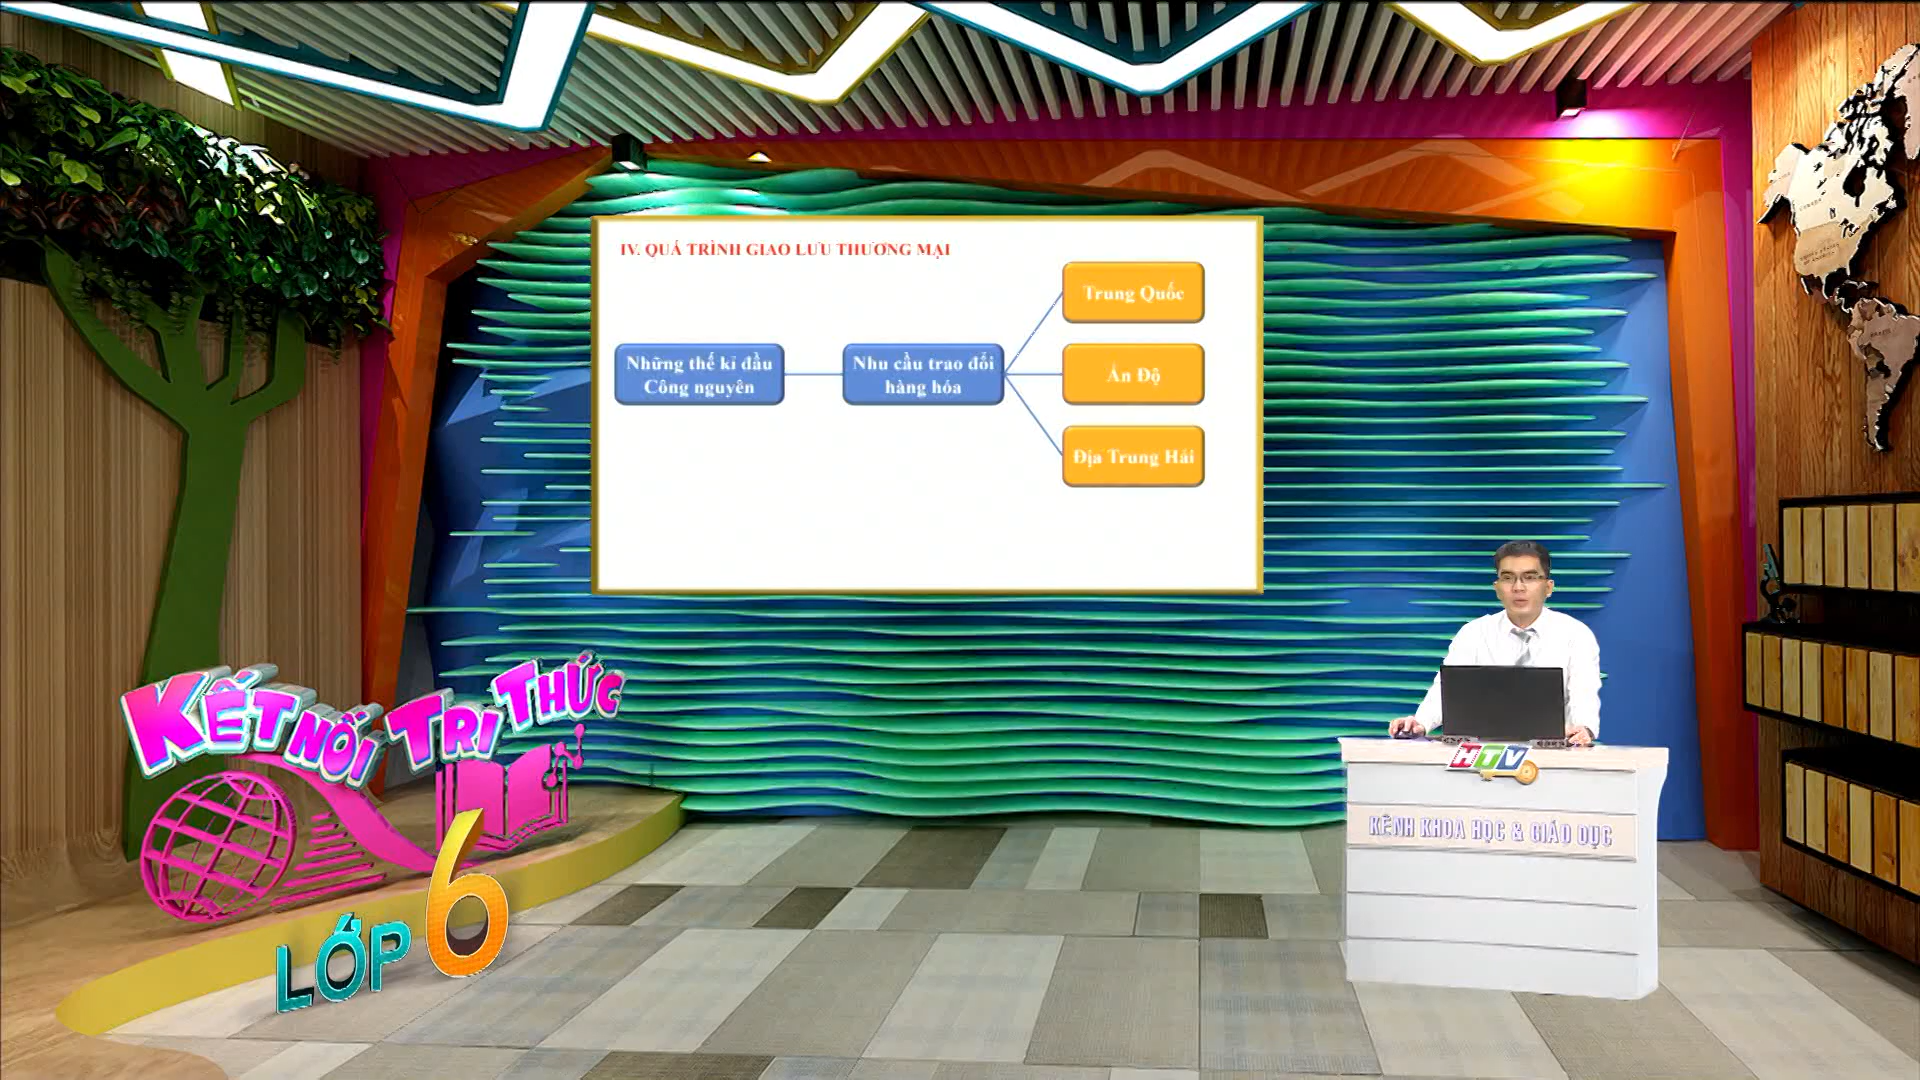 IV. QUÁ TRÌNH GIAO LƯU THƯƠNG MẠI
Những thế kỉ đầu
Công nguyên
Nhu cầu trao đổi
hàng hóa
Trung Quốc
Ấn Độ
Địa Trung Hải
KẾT NỐI TRI THỨC
LỚP 6
HTV
KÊNH KHOA HỌC & GIÁO DỤC